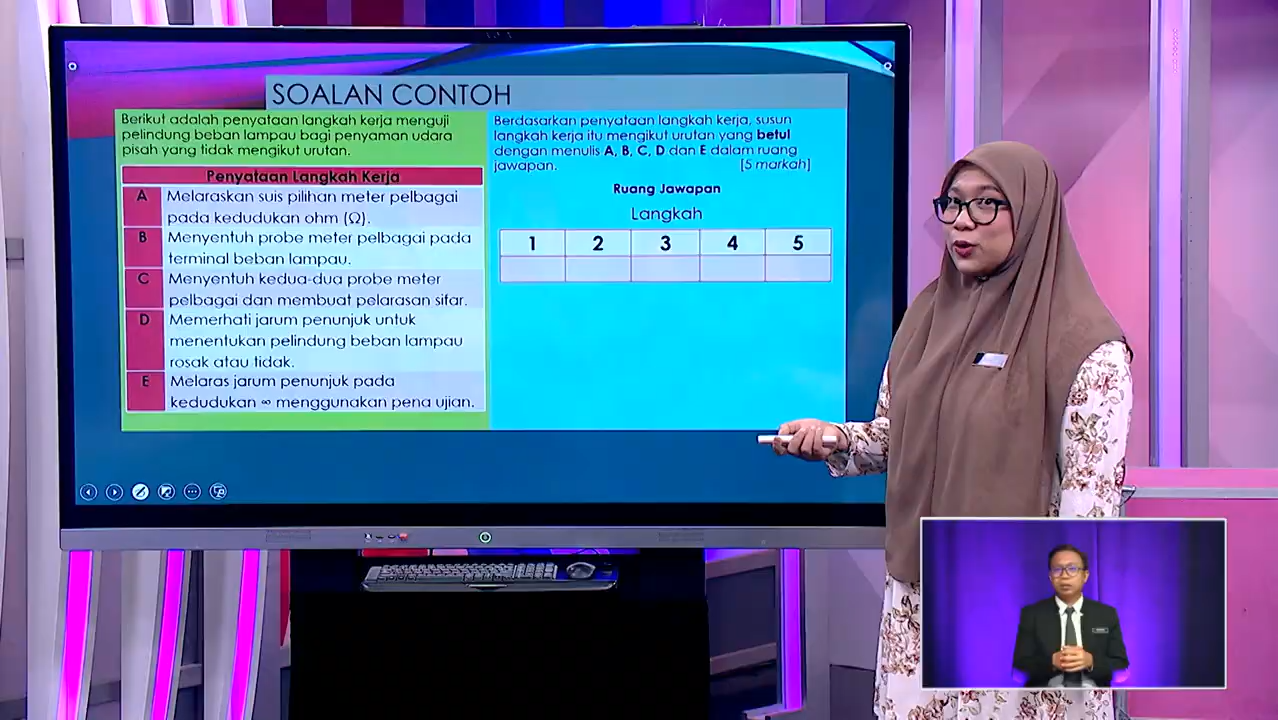 SOALAN CONTOH
Berikut adalah penyataan langkah kerja menguji
pelindung beban lampau bagi penyaman udara
pisah yang tidak mengikut urutan.
Penyataan Langkah Kerja
A Melaraskan suis pilihan meter pelbagai
pada kedudukan ohm (Ω).
B Menyentuh probe meter pelbagai pada
terminal beban lampau.
C Menyentuh kedua-dua probe meter
pelbagai dan membuat pelarasan sifar.
D Memerhati jarum penunjuk untuk
menentukan pelindung beban lampau
rosak atau tidak.
E Melaras jarum penunjuk pada
kedudukan ∞ menggunakan pena ujian.
Berdasarkan penyataan langkah kerja, susun
langkah kerja itu mengikut urutan yang betul
dengan menulis A, B, C, D dan E dalam ruang
jawapan. [5 markah]
Ruang Jawapan
Langkah
1 2 3 4 5